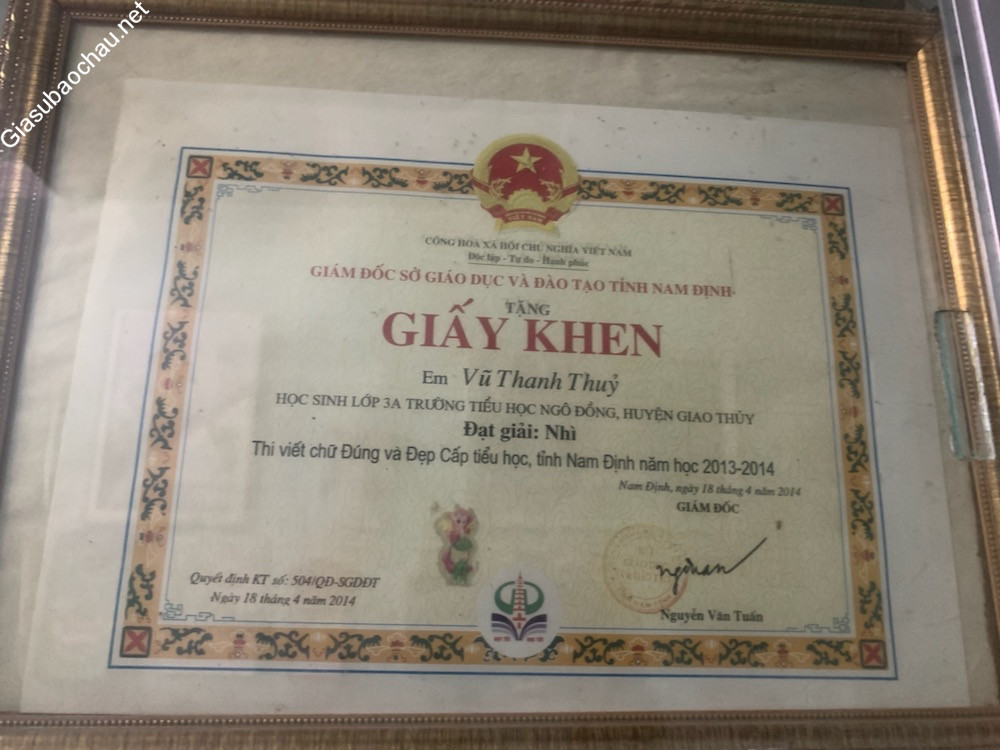 Giasubaochau.net
VIỆT NAM
CỘNG HOÀ XÃ HỘI CHỦ NGHĨA VIỆT NAM
Độc lập - Tự do - Hạnh phúc
GIÁM ĐỐC SỞ GIÁO DỤC VÀ ĐÀO TẠO TỈNH NAM ĐỊNH
TẶNG
GIẤY KHEN
Em Vũ Thanh Thuỷ
HỌC SINH LỚP 3A TRƯỜNG TIỂU HỌC NGÔ ĐỒNG, HUYỆN GIAO THỦY
Đạt giải: Nhì
Thi viết chữ Đúng và Đẹp Cấp tiểu học, tỉnh Nam Định năm học 2013-2014
Nam Định, ngày 18 tháng 4 năm 2014
GIÁM ĐỐC
Quyết định KT số: 504/QĐ-SGDĐT
Ngày 18 tháng 4 năm 2014
Nguyễn Văn Tuấn